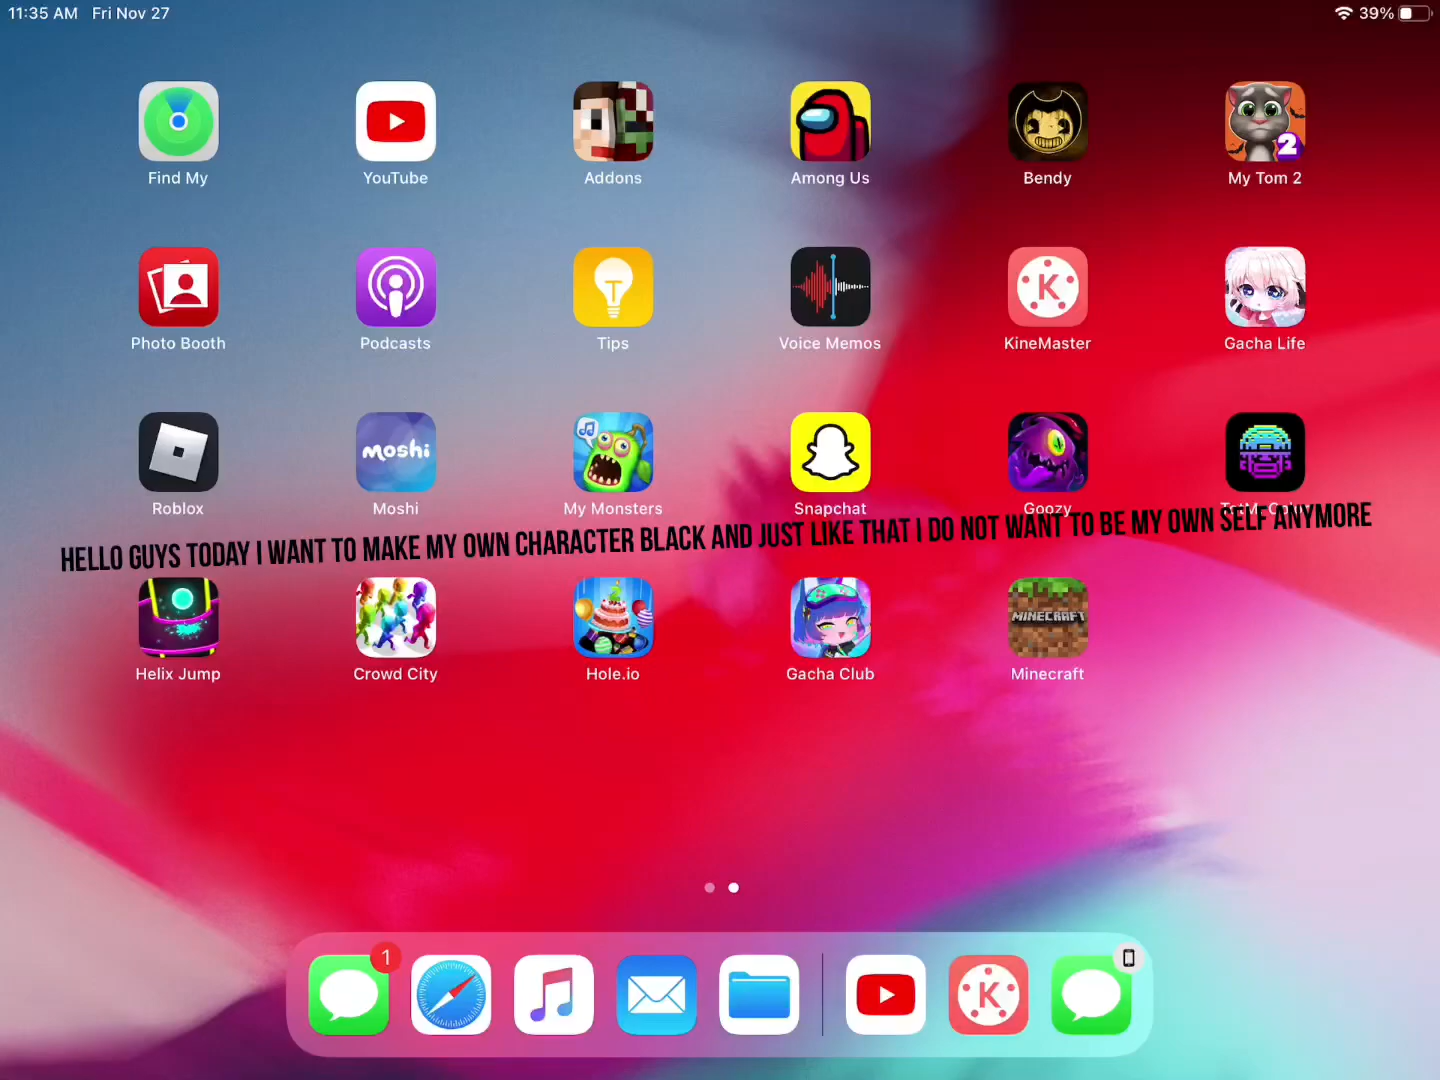 11:35 AM Fri Nov 27 39%
Find My YouTube Addons Among Us Bendy My Tom 2
2
Photo Booth Podcasts Tips Voice Memos KineMaster Gacha Life
T
K
moshi
Roblox Moshi My Monsters Snapchat Goozy
HELLO GUYS TODAY I WANT TO MAKE MY OWN CHARACTER BLACK AND JUST LIKE THAT I DO NOT WANT TO BE MY OWN SELF ANYMORE
MINECRAFT
Helix Jump Crowd City Hole.io Gacha Club Minecraft
1
K